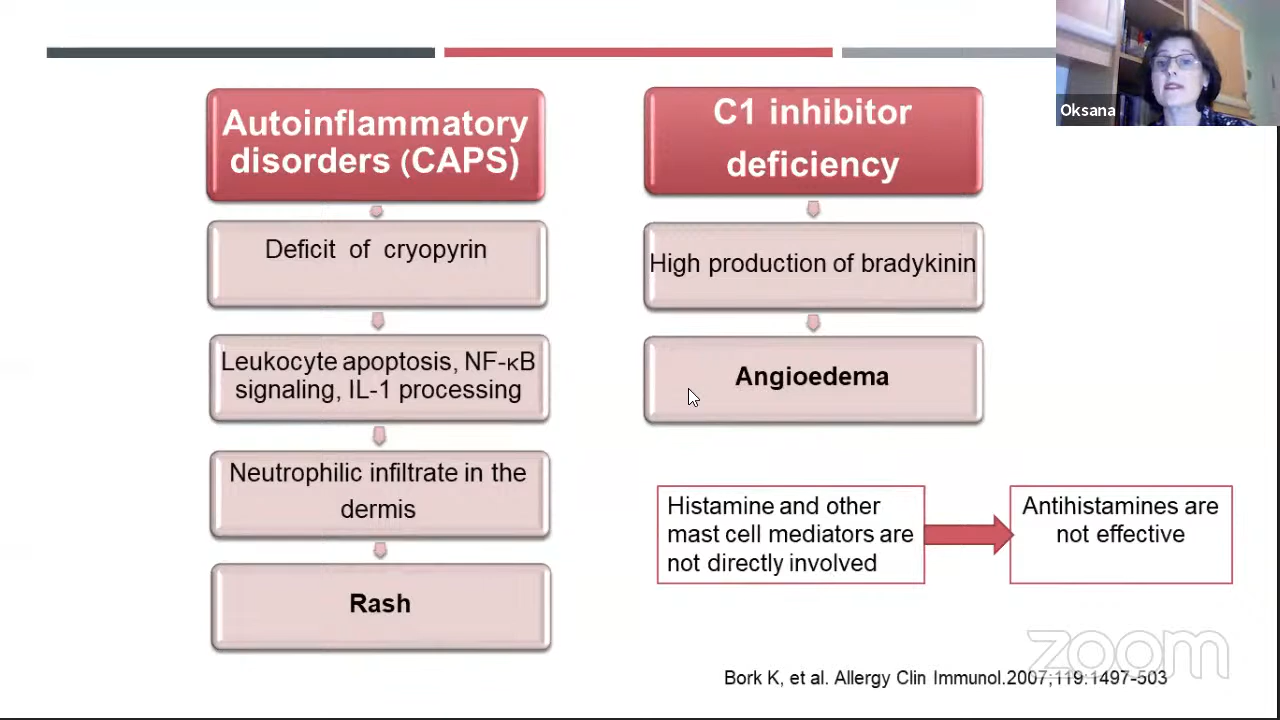 Autoinflammatory
disorders (CAPS)
Deficit of cryopyrin
Leukocyte apoptosis, NF-κB
signaling, IL-1 processing
Neutrophilic infiltrate in the
dermis
Rash
C1 inhibitor
deficiency
High production of bradykinin
Angioedema
Histamine and other
mast cell mediators are
not directly involved
Antihistamines are
not effective
Oksana
zoom
Bork K, et al. Allergy Clin Immunol.2007;119:1497-503